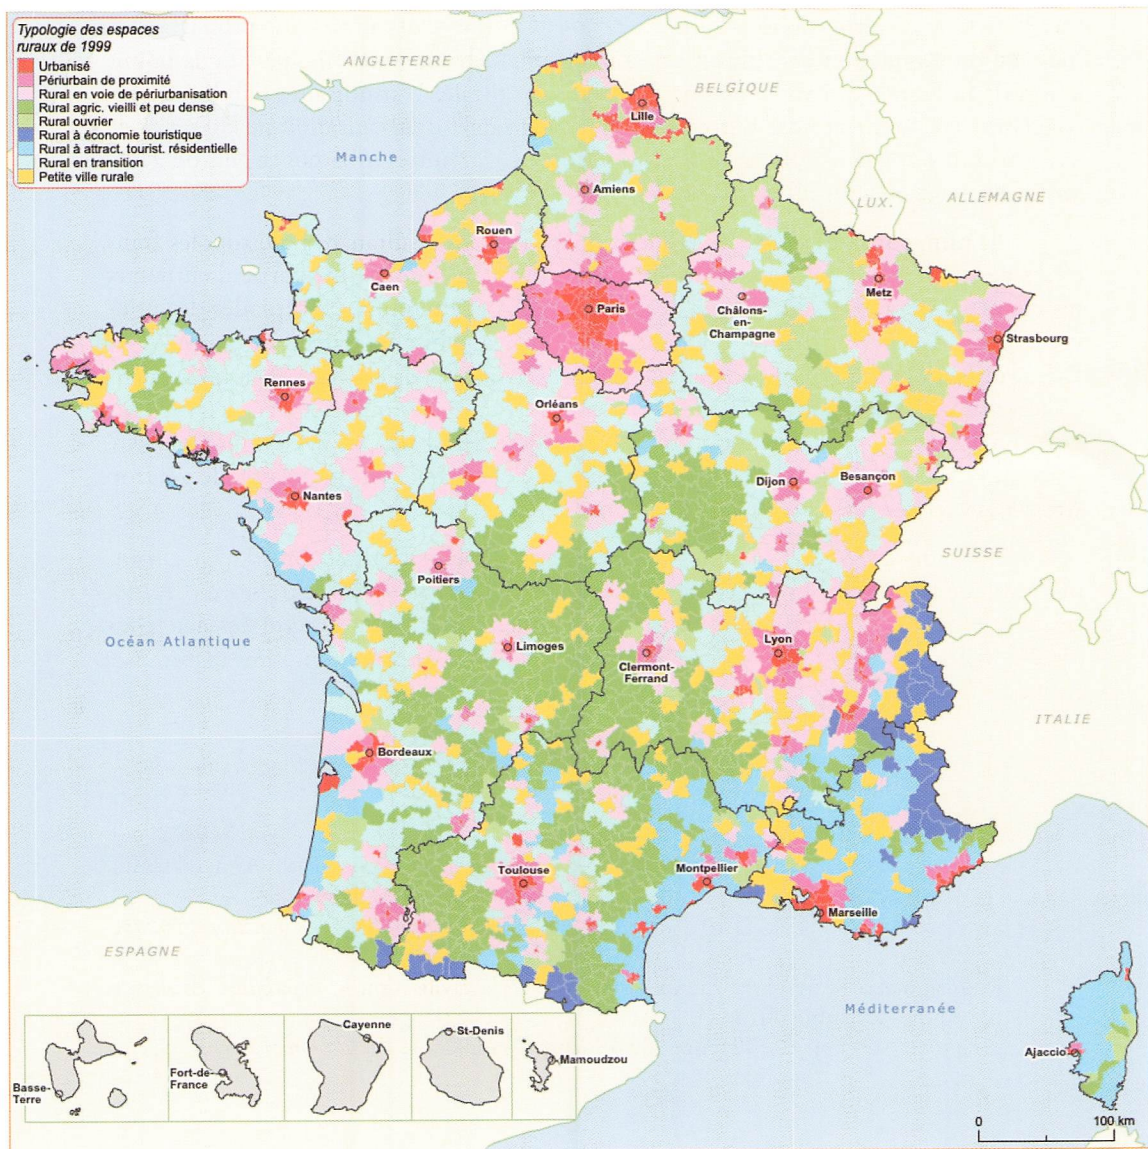 Typologie des espaces
ruraux de 1999
Urbanisé
Périurbain de proximité
Rural en voie de périurbanisation
Rural agric. vieilli et peu dense
Rural ouvrier
Rural à économie touristique
Rural à attract. tourist. résidentielle
Rural en transition
Petite ville rurale
ANGLETERRE
BELGIQUE
Lille
Manche
Amiens
LUX.
ALLEMAGNE
Rouen
Caen
Metz
Paris
Châlons-
en-
Champagne
Strasbourg
Rennes
Orléans
Dijon
Besançon
Nantes
SUISSE
Poitiers
Océan Atlantique
Limoges
Lyon
Clermont-
Ferrand
ITALIE
Bordeaux
Toulouse
Montpellier
Marseille
ESPAGNE
Méditerranée
Cayenne
St-Denis
Mamoudzou
Ajaccio
Fort-de-
France
Basse-
Terre
0 100 km